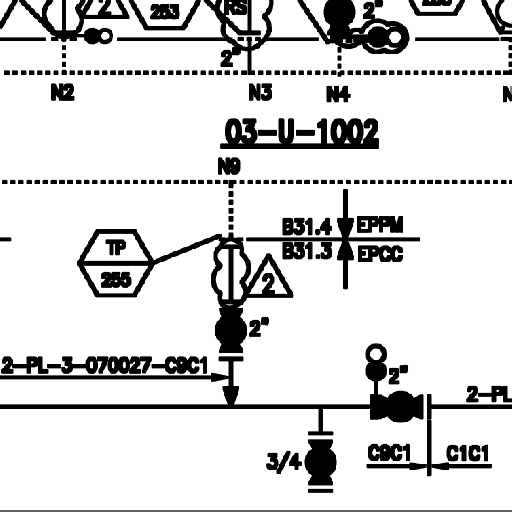 2
253
RS
2"
2"
N2
N3
N4
03-U-1002
N9
B31.4
EPPM
B31.3
EPCC
TP
255
2
2"
2-PL-3-070027-C9C1
2"
2-PL
C9C1
C1C1
3/4